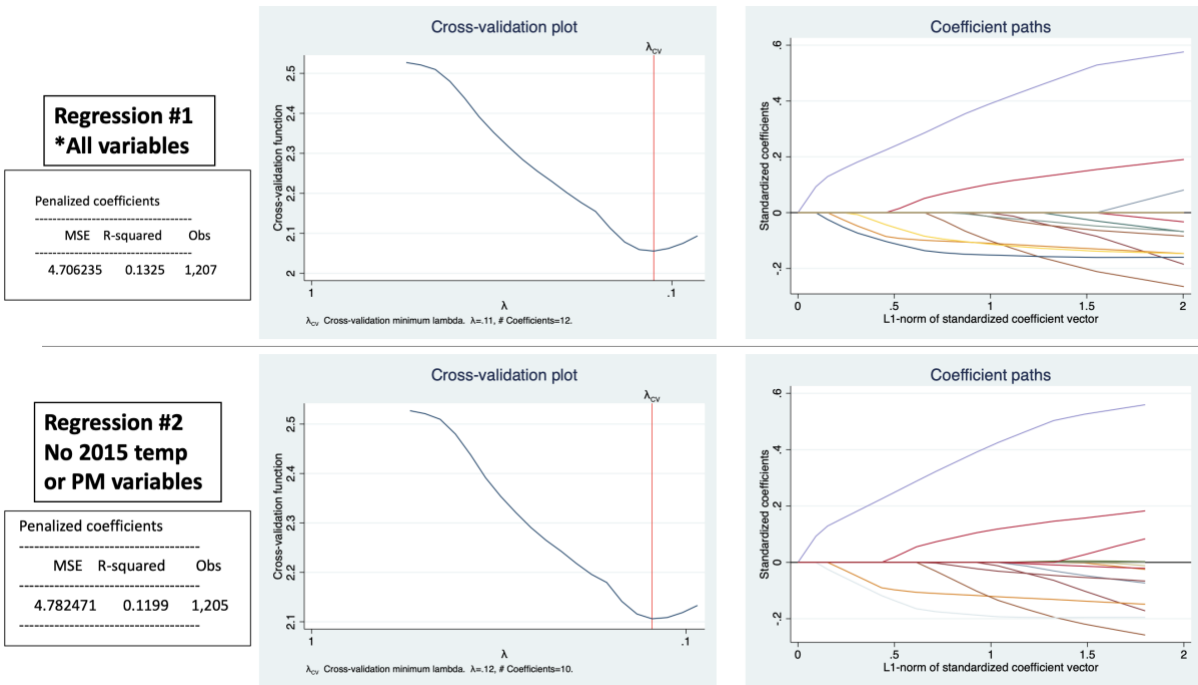 Regression #1
*All variables
Penalized coefficients
------------------------------------
MSE R-squared Obs
------------------------------------
4.706235 0.1325 1,207
Cross-validation plot
λCV
Cross-validation function
2.5
2.4
2.3
2.2
2.1
2
1
.1
λ
λCV Cross-validation minimum lambda. λ=.11, # Coefficients=12.
Coefficient paths
Standardized coefficients
.6
.4
.2
0
-.2
0
.5
1
1.5
2
L1-norm of standardized coefficient vector
Regression #2
No 2015 temp
or PM variables
Penalized coefficients
------------------------------------
MSE R-squared Obs
------------------------------------
4.782471 0.1199 1,205
------------------------------------
Cross-validation plot
λCV
Cross-validation function
2.5
2.4
2.3
2.2
2.1
1
.1
λ
λCV Cross-validation minimum lambda. λ=.12, # Coefficients=10.
Coefficient paths
Standardized coefficients
.6
.4
.2
0
-.2
0
.5
1
1.5
2
L1-norm of standardized coefficient vector